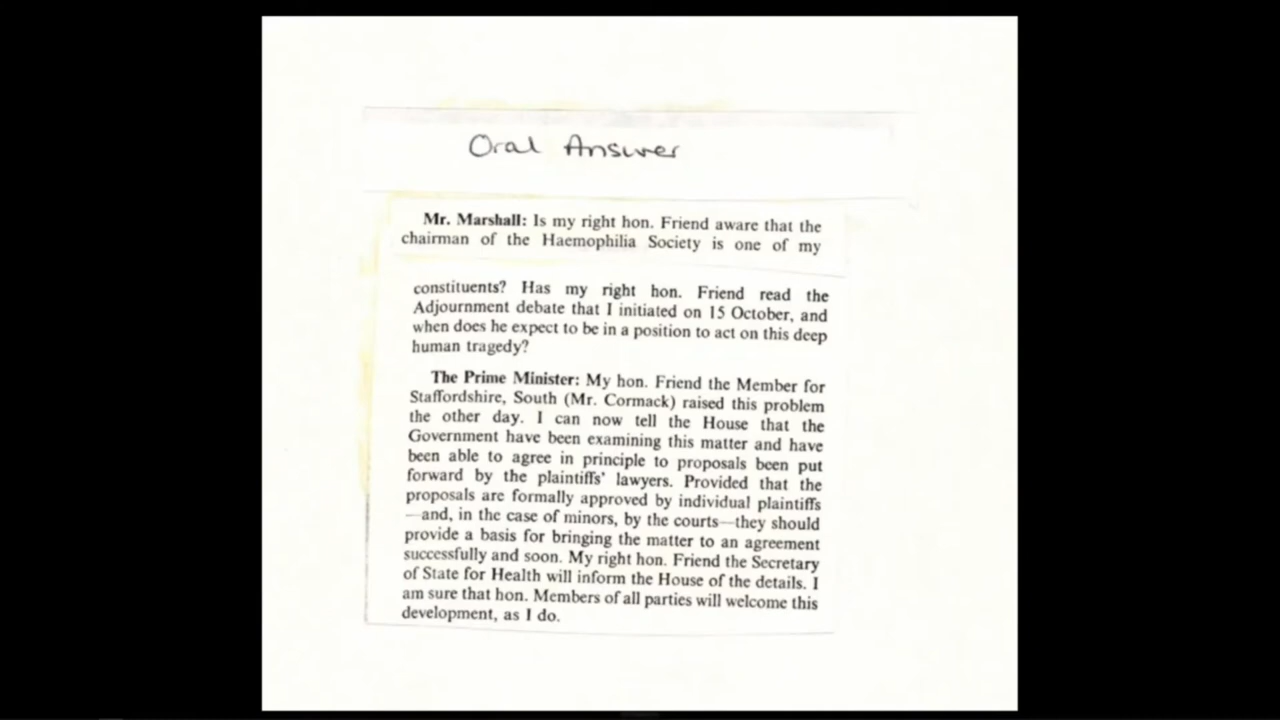 Oral Answer
Mr. Marshall: Is my right hon. Friend aware that the
chairman of the Haemophilia Society is one of my
constituents? Has my right hon. Friend read the
Adjournment debate that I initiated on 15 October, and
when does he expect to be in a position to act on this deep
human tragedy?
The Prime Minister: My hon. Friend the Member for
Staffordshire, South (Mr. Cormack) raised this problem
the other day. I can now tell the House that the
Government have been examining this matter and have
been able to agree in principle to proposals been put
forward by the plaintiffs' lawyers. Provided that the
proposals are formally approved by individual plaintiffs
—and, in the case of minors, by the courts—they should
provide a basis for bringing the matter to an agreement
successfully and soon. My right hon. Friend the Secretary
of State for Health will inform the House of the details. I
am sure that hon. Members of all parties will welcome this
development, as I do.